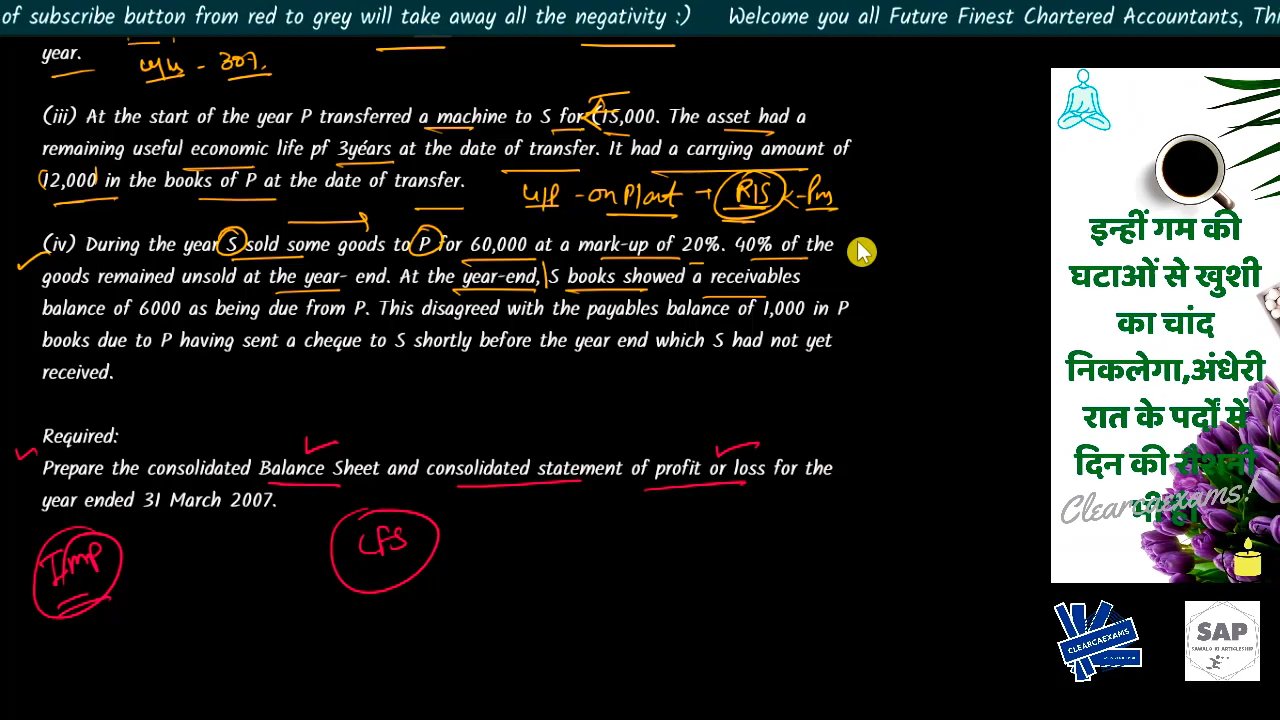 of subscribe button from red to grey will take away all the negativity :) Welcome you all Future Finest Chartered Accountants, Thi
year.
- 30%.
(iii) At the start of the year P transferred a machine to S for 15,000. The asset had a
remaining useful economic life pf 3years at the date of transfer. It had a carrying amount of
12,000 in the books of P at the date of transfer.
U/P - on P/out → R/S
(iv) During the year S sold some goods to P for 60,000 at a mark-up of 20%. 40% of the
goods remained unsold at the year- end. At the year-end, S books showed a receivables
balance of 6000 as being due from P. This disagreed with the payables balance of 1,000 in P
books due to P having sent a cheque to S shortly before the year end which S had not yet
received.
Required:
Prepare the consolidated Balance Sheet and consolidated statement of profit or loss for the
year ended 31 March 2007.
Imp
CFS
इन्हीं गम की
घटाओं से खुशी
का चांद
निकलेगा,अंधेरी
रात के पर्दों में
दिन की रौशनी
भी है।
Clearcaexams!
CLEARCAEXAMS
SAP
SAMJLO KI ARTICLESHIP